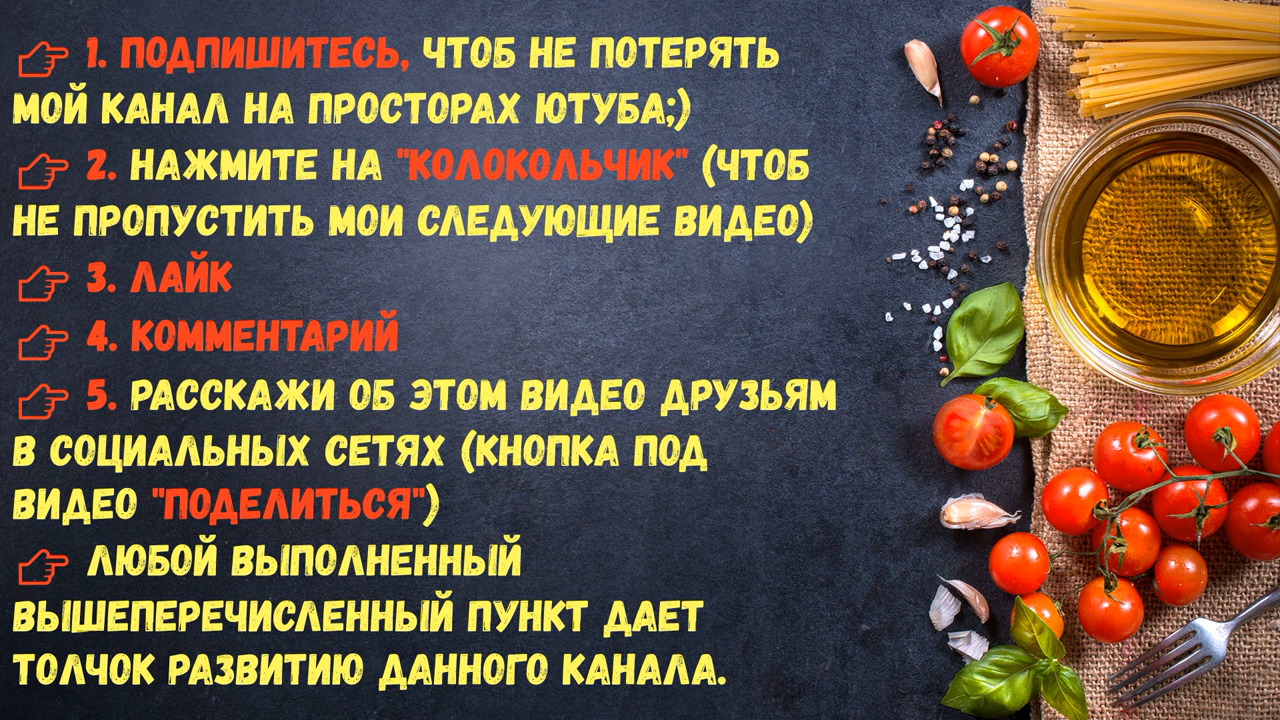 👉 1. ПОДПИШИТЕСЬ, ЧТОБ НЕ ПОТЕРЯТЬ
МОЙ КАНАЛ НА ПРОСТОРАХ ЮТУБА;)
👉 2. НАЖМИТЕ НА "КОЛОКОЛЬЧИК" (ЧТОБ
НЕ ПРОПУСТИТЬ МОИ СЛЕДУЮЩИЕ ВИДЕО)
👉 3. ЛАЙК
👉 4. КОММЕНТАРИЙ
👉 5. РАССКАЖИ ОБ ЭТОМ ВИДЕО ДРУЗЬЯМ
В СОЦИАЛЬНЫХ СЕТЯХ (КНОПКА ПОД
ВИДЕО "ПОДЕЛИТЬСЯ")
👉 ЛЮБОЙ ВЫПОЛНЕННЫЙ
ВЫШЕПЕРЕЧИСЛЕННЫЙ ПУНКТ ДАЕТ
ТОЛЧОК РАЗВИТИЮ ДАННОГО КАНАЛА.